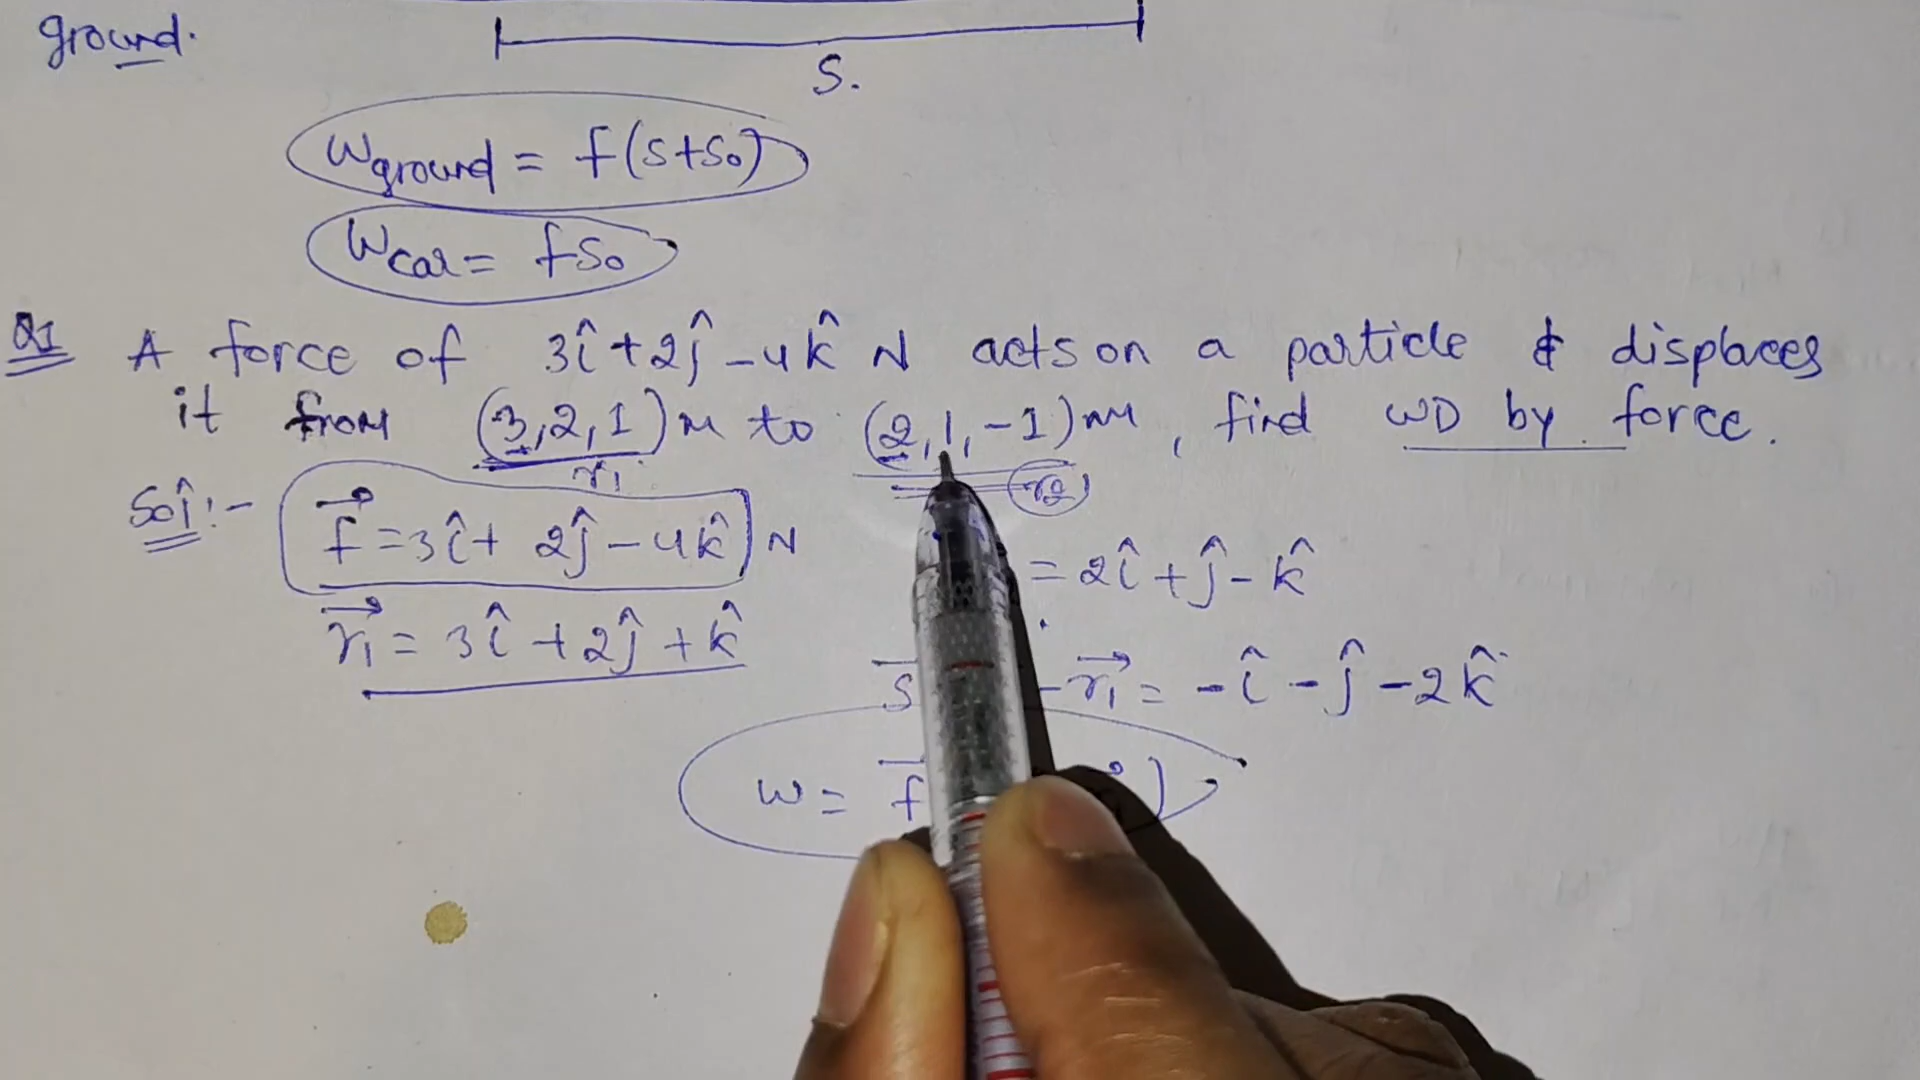 ground.
S.
Wground = f(s+s₀)
Wcar = fs₀
Q1 A force of 3î+2ĵ-4k̂ N acts on a particle & displaces
it from (3,2,1)m to (2,1,-1)m, find WD by force.
r₁ r₂
Sol:- f⃗ = 3î+2ĵ-4k̂ N = 2î+ĵ-k̂
r⃗₁ = 3î+2ĵ+k̂
s -r⃗₁ = -î-ĵ-2k̂
W = f )